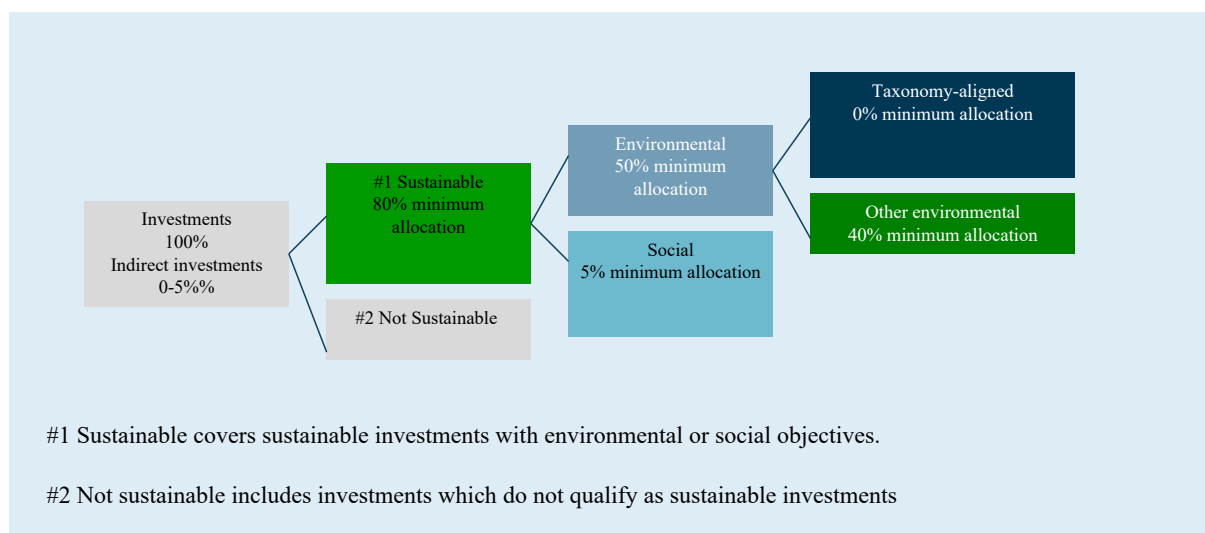 Taxonomy-aligned
0% minimum allocation
Environmental
50% minimum
allocation
#1 Sustainable
80% minimum
allocation
Other environmental
40% minimum allocation
Investments
100%
Indirect investments
0-5%%
Social
5% minimum allocation
#2 Not Sustainable
#1 Sustainable covers sustainable investments with environmental or social objectives.
#2 Not sustainable includes investments which do not qualify as sustainable investments